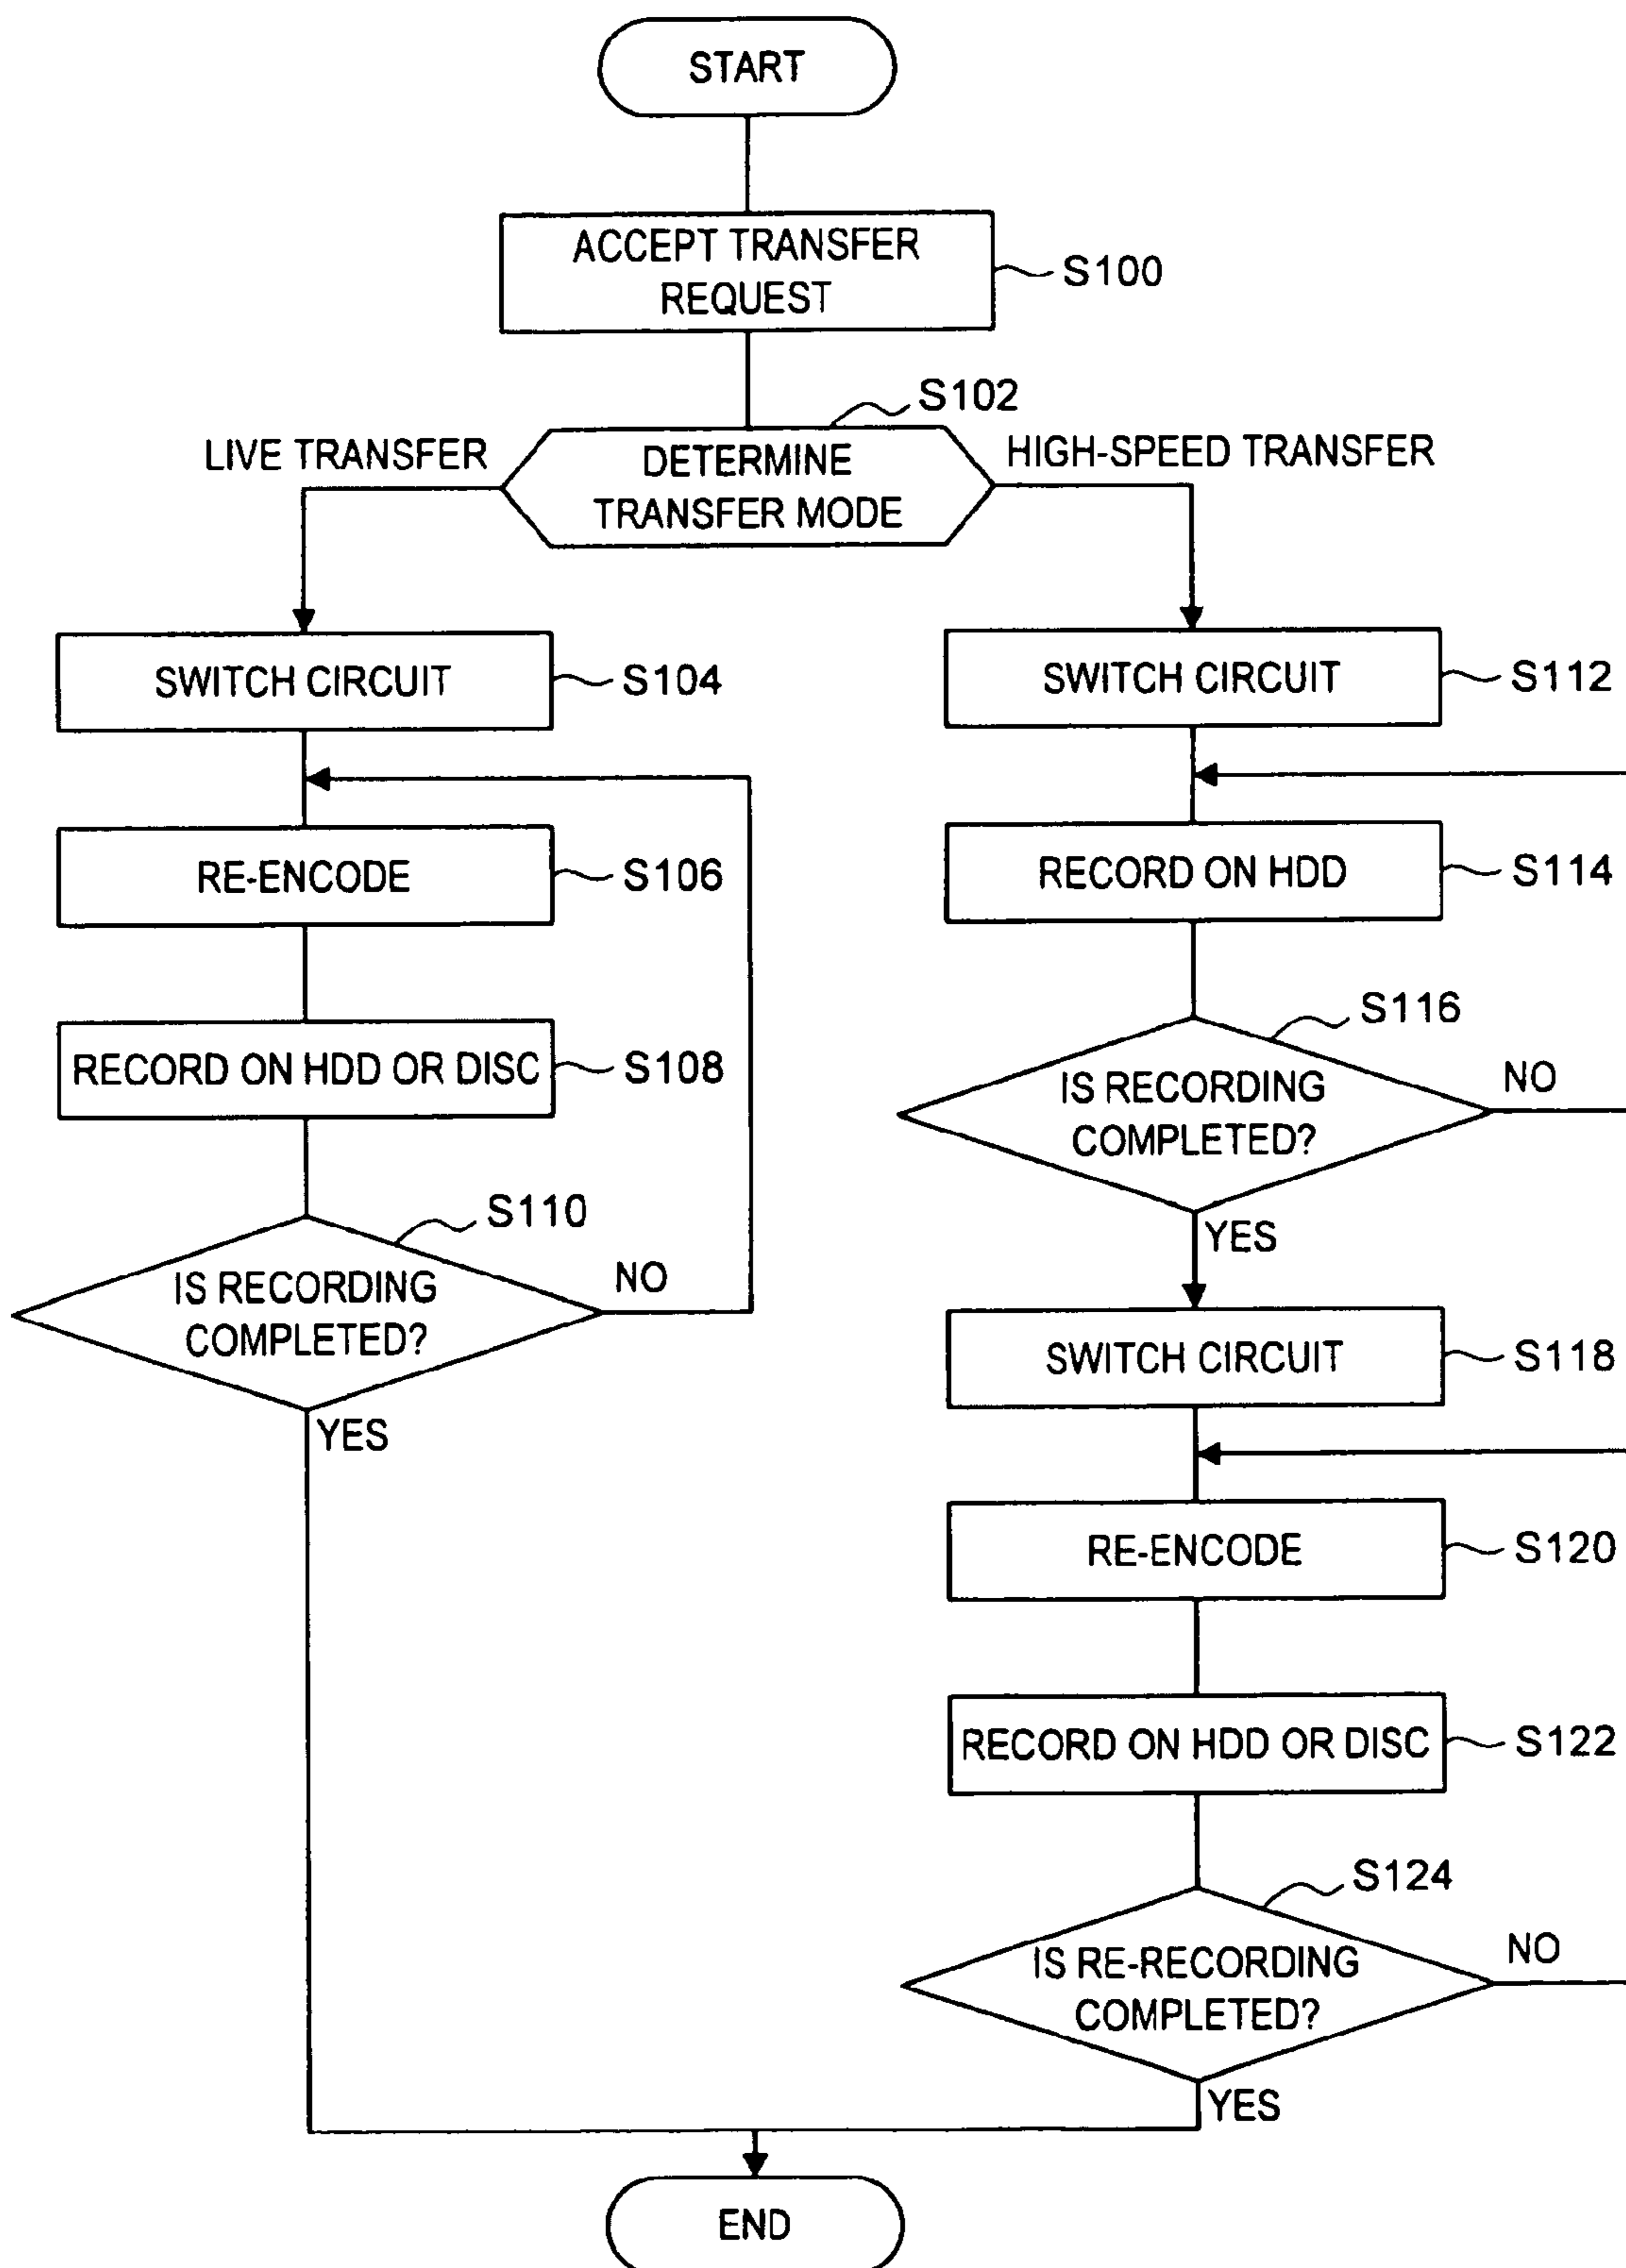 START
ACCEPT TRANSFER
REQUEST
S100
S102
LIVE TRANSFER
DETERMINE
TRANSFER MODE
HIGH-SPEED TRANSFER
SWITCH CIRCUIT
S104
RE-ENCODE
S106
RECORD ON HDD OR DISC
S108
S110
IS RECORDING
COMPLETED?
NO
YES
SWITCH CIRCUIT
S112
RECORD ON HDD
S114
S116
IS RECORDING
COMPLETED?
NO
YES
SWITCH CIRCUIT
S118
RE-ENCODE
S120
RECORD ON HDD OR DISC
S122
S124
IS RE-RECORDING
COMPLETED?
NO
YES
END